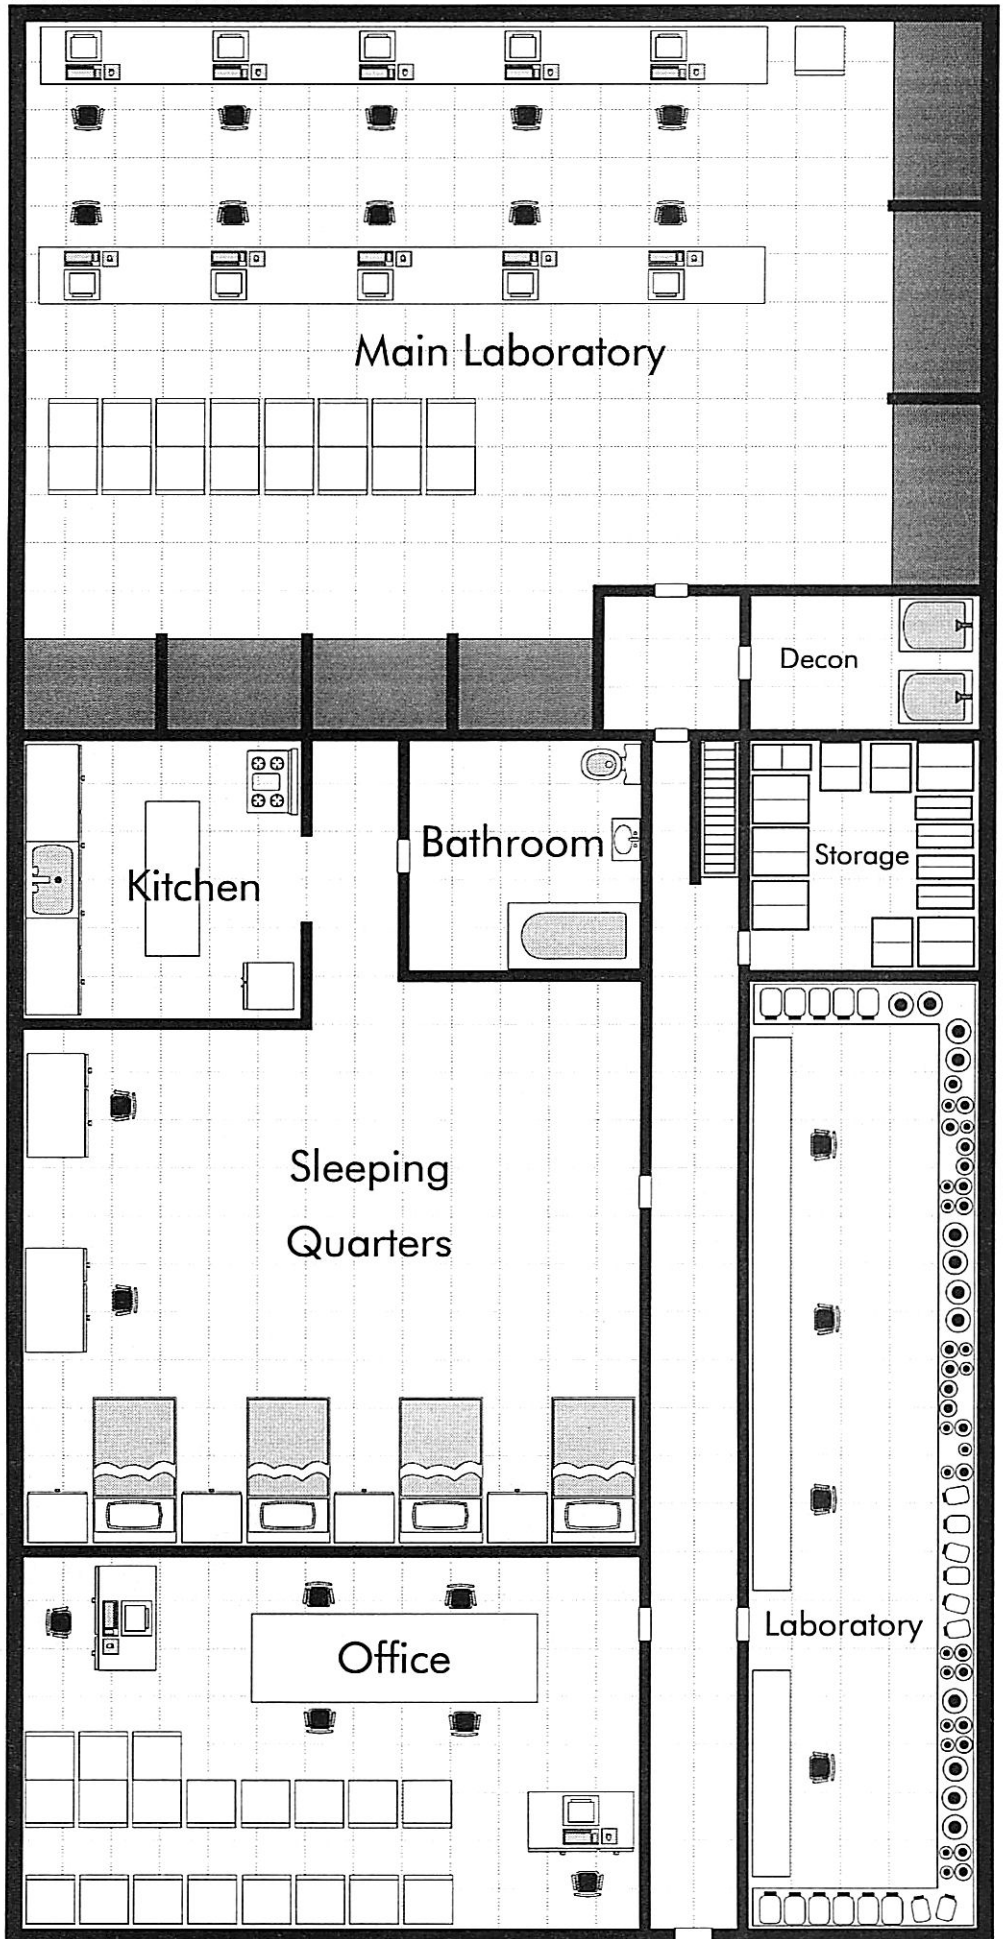 Main Laboratory
Decon
Kitchen
Bathroom
Storage
Sleeping
Quarters
Office
Laboratory